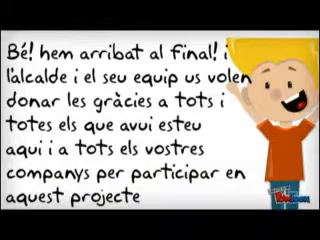 Bé! hem arribat al final! i
l'alcalde i el seu equip us volen
donar les gràcies a tots i
totes els que avui esteu
aqui i a tots els vostres
companys per participar en
aquest projecte